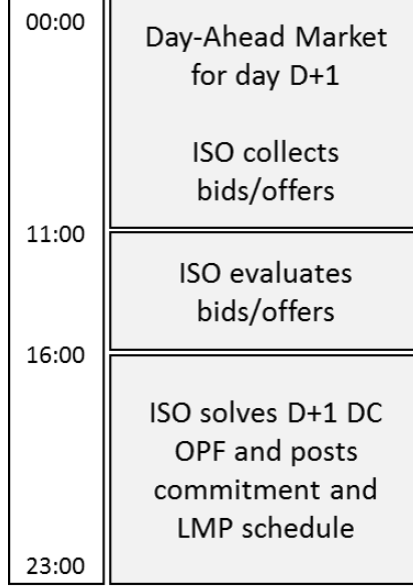 00:00
Day-Ahead Market
for day D+1
ISO collects
bids/offers
11:00
ISO evaluates
bids/offers
16:00
ISO solves D+1 DC
OPF and posts
commitment and
LMP schedule
23:00